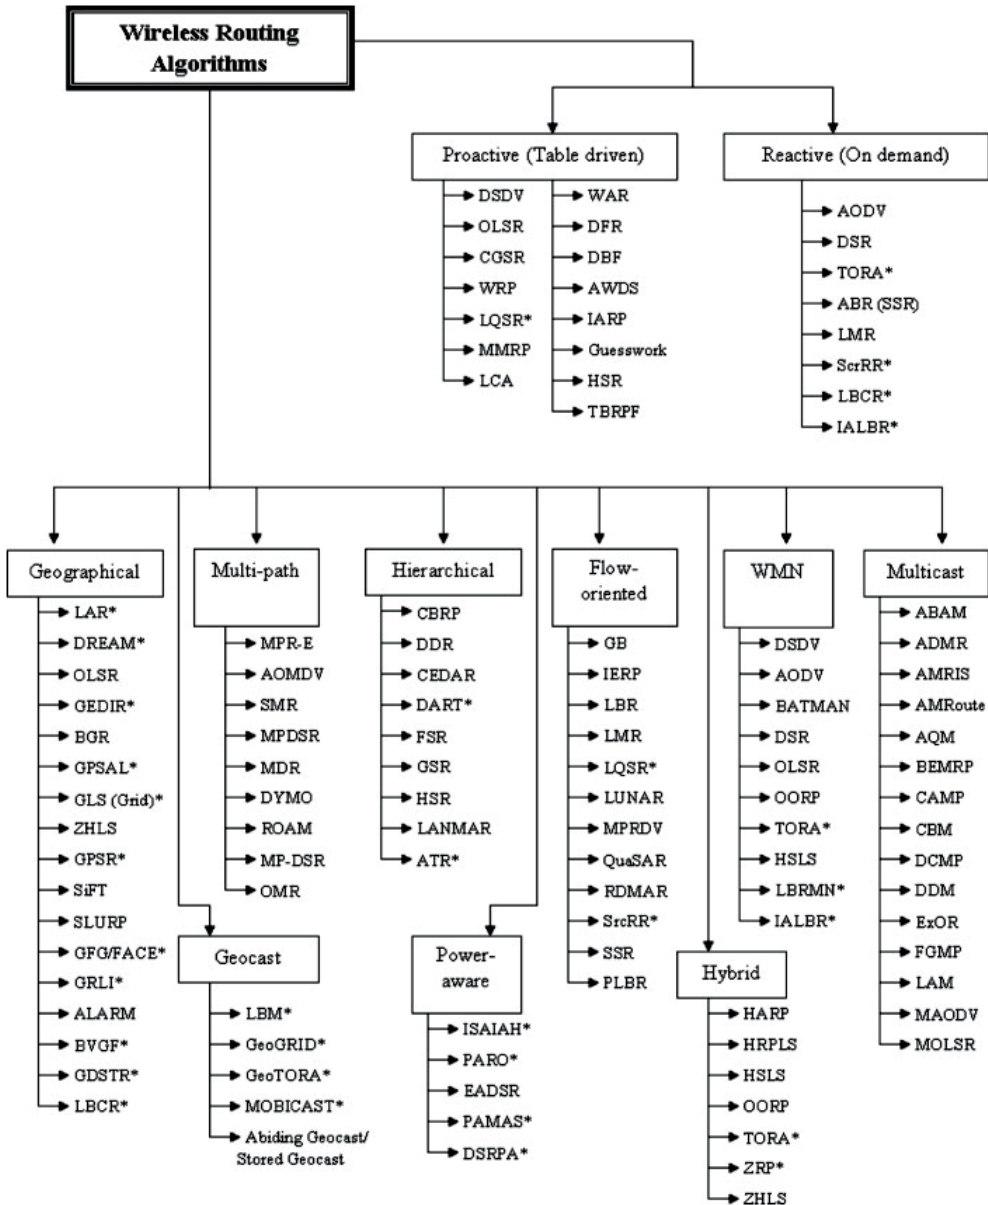 Wireless Routing
Algorithms
Proactive (Table driven)
DSDV
OLSR
CGSR
WRP
LQSR*
MMRP
LCA
WAR
DFR
DBF
AWDS
IARP
Guesswork
HSR
TBRPF
Reactive (On demand)
AODV
DSR
TORA*
ABR (SSR)
LMR
ScrRR*
LBCR*
IALBR*
Geographical
LAR*
DREAM*
OLSR
GEDIR*
BGR
GPSAL*
GLS (Grid)*
ZHLS
GPSR*
SiFT
SLURP
GFG/FACE*
GRLI*
ALARM
BVGF*
GDSTR*
LBCR*
Geocast
LBM*
GeoGRID*
GeoTORA*
MOBICAST*
Abiding Geocast/
Stored Geocast
Multi-path
MPR-E
AOMDV
SMR
MPDSR
MDR
DYMO
ROAM
MP-DSR
OMR
Hierarchical
CBRP
DDR
CEDAR
DART*
FSR
GSR
HSR
LANMAR
ATR*
Power-
aware
ISAIAH*
PARO*
EADSR
PAMAS*
DSRPA*
Flow-
oriented
GB
IERP
LBR
LMR
LQSR*
LUNAR
MPRDV
QuaSAR
RDMAR
SrcRR*
SSR
PLBR
Hybrid
HARP
HRPLS
HSLS
OORP
TORA*
ZRP*
ZHLS
WMN
DSDV
AODV
BATMAN
DSR
OLSR
OORP
TORA*
HSLS
LBRMN*
IALBR*
Multicast
ABAM
ADMR
AMRIS
AMRoute
AQM
BEMRP
CAMP
CBM
DCMP
DDM
ExOR
FGMP
LAM
MAODV
MOLSR